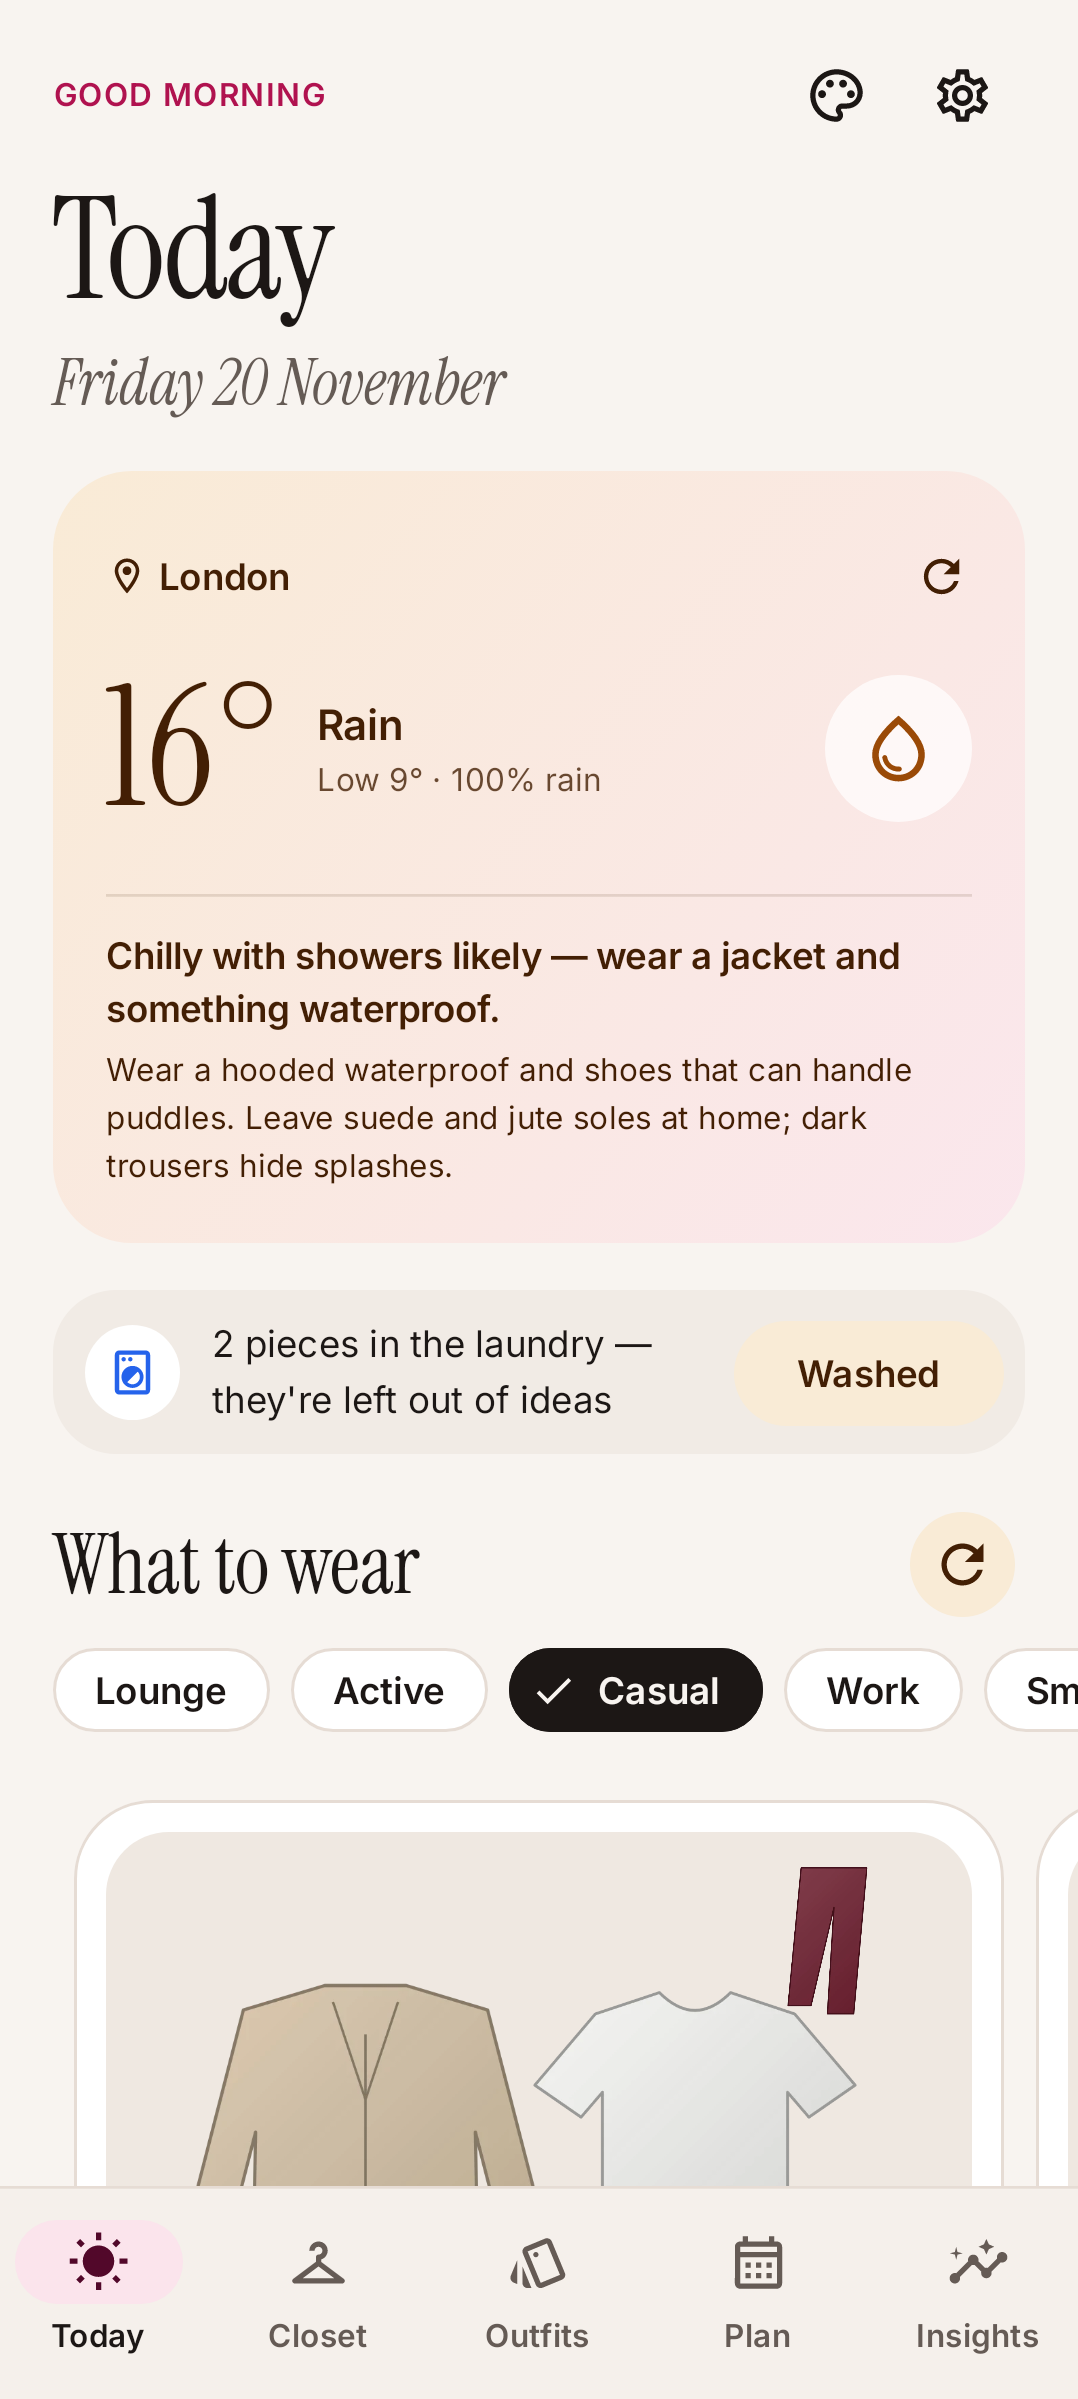 GOOD MORNING
Today
Friday 20 November
London
16°
Rain
Low 9° · 100% rain
Chilly with showers likely — wear a jacket and
something waterproof.
Wear a hooded waterproof and shoes that can handle
puddles. Leave suede and jute soles at home; dark
trousers hide splashes.
2 pieces in the laundry —
they're left out of ideas
Washed
What to wear
Lounge
Active
Casual
Work
Sm
Today
Closet
Outfits
Plan
Insights